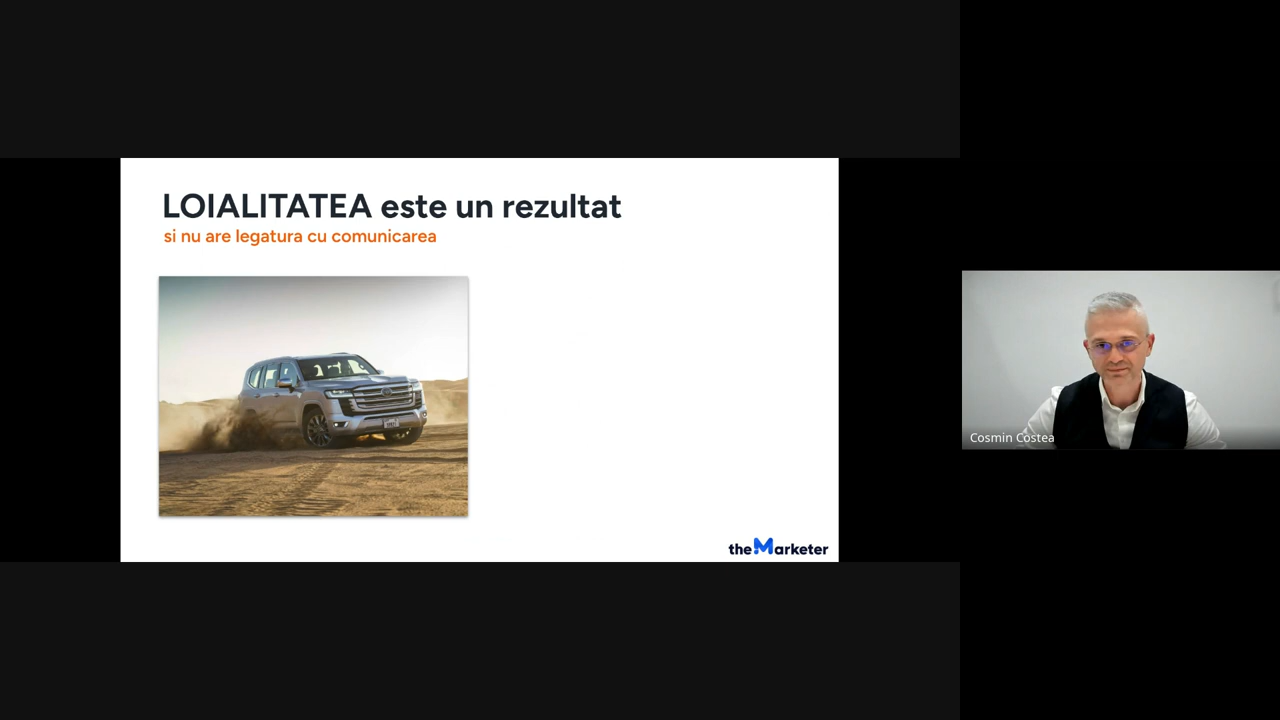 LOIALITATEA este un rezultat
si nu are legatura cu comunicarea
theMarketer
Cosmin Costea